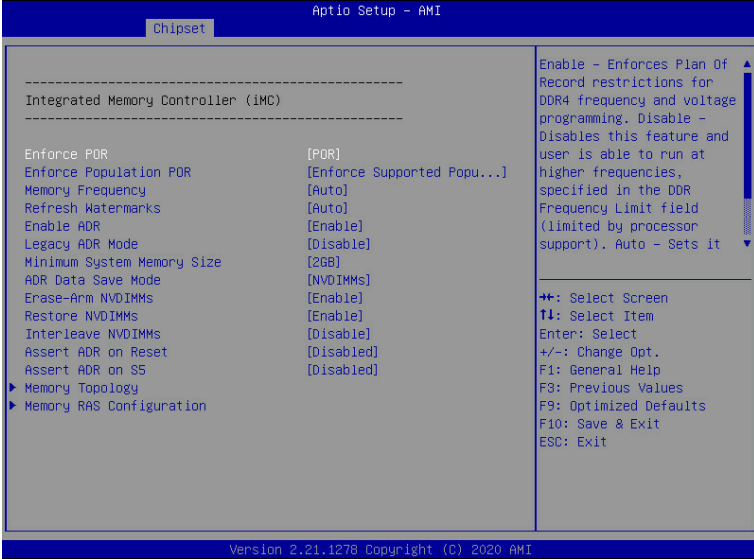 Aptio Setup – AMI
Chipset
--------------------------------------------------
Integrated Memory Controller (iMC)
--------------------------------------------------
Enforce POR [POR]
Enforce Population POR [Enforce Supported Popu...]
Memory Frequency [Auto]
Refresh Watermarks [Auto]
Enable ADR [Enable]
Legacy ADR Mode [Disable]
Minimum System Memory Size [2GB]
ADR Data Save Mode [NVDIMMs]
Erase-Arm NVDIMMs [Enable]
Restore NVDIMMs [Enable]
Interleave NVDIMMs [Disable]
Assert ADR on Reset [Disabled]
Assert ADR on S5 [Disabled]
Memory Topology
Memory RAS Configuration
Enable – Enforces Plan Of
Record restrictions for
DDR4 frequency and voltage
programming. Disable –
Disables this feature and
user is able to run at
higher frequencies,
specified in the DDR
Frequency Limit field
(limited by processor
support). Auto – Sets it
→←: Select Screen
↑↓: Select Item
Enter: Select
+/-: Change Opt.
F1: General Help
F3: Previous Values
F9: Optimized Defaults
F10: Save & Exit
ESC: Exit
Version 2.21.1278 Copyright (C) 2020 AMI